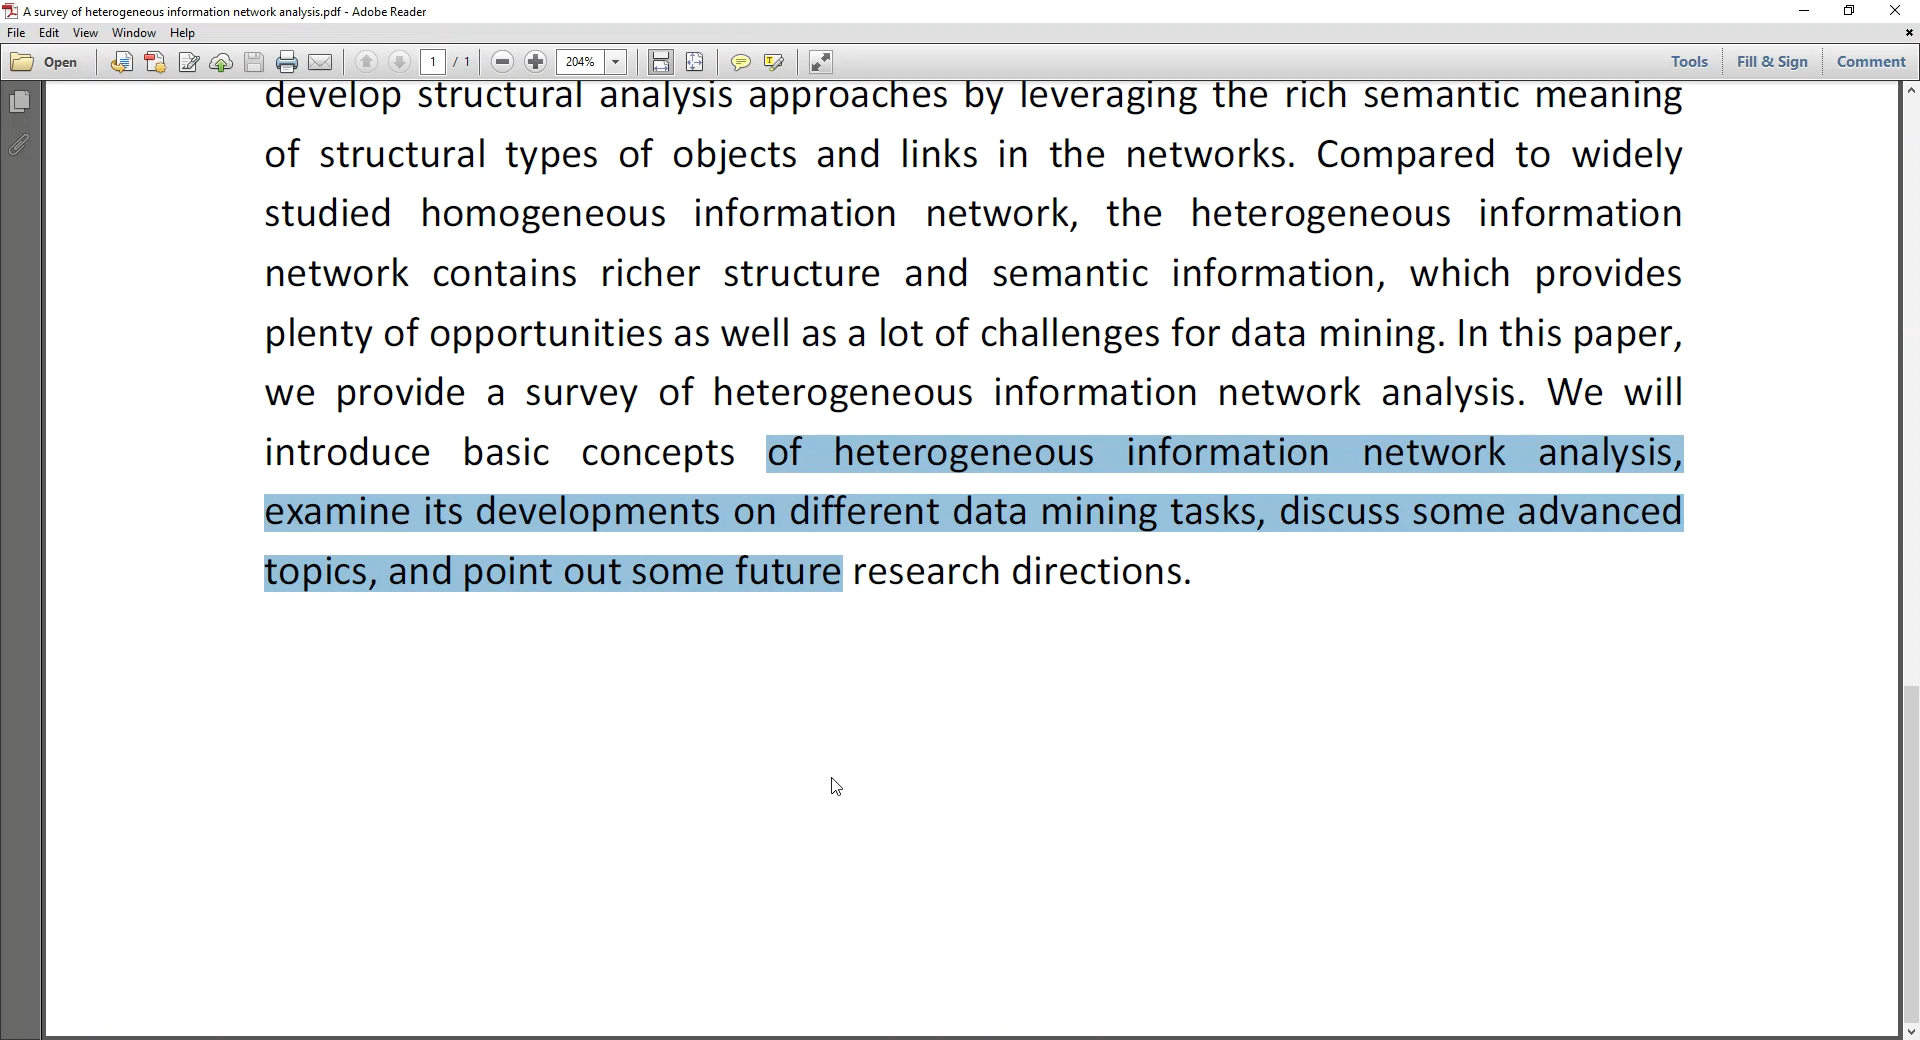 A survey of heterogeneous information network analysis.pdf - Adobe Reader
File Edit View Window Help
Open 1 / 1 204% Tools Fill & Sign Comment
develop structural analysis approaches by leveraging the rich semantic meaning
of structural types of objects and links in the networks. Compared to widely
studied homogeneous information network, the heterogeneous information
network contains richer structure and semantic information, which provides
plenty of opportunities as well as a lot of challenges for data mining. In this paper,
we provide a survey of heterogeneous information network analysis. We will
introduce basic concepts of heterogeneous information network analysis,
examine its developments on different data mining tasks, discuss some advanced
topics, and point out some future research directions.